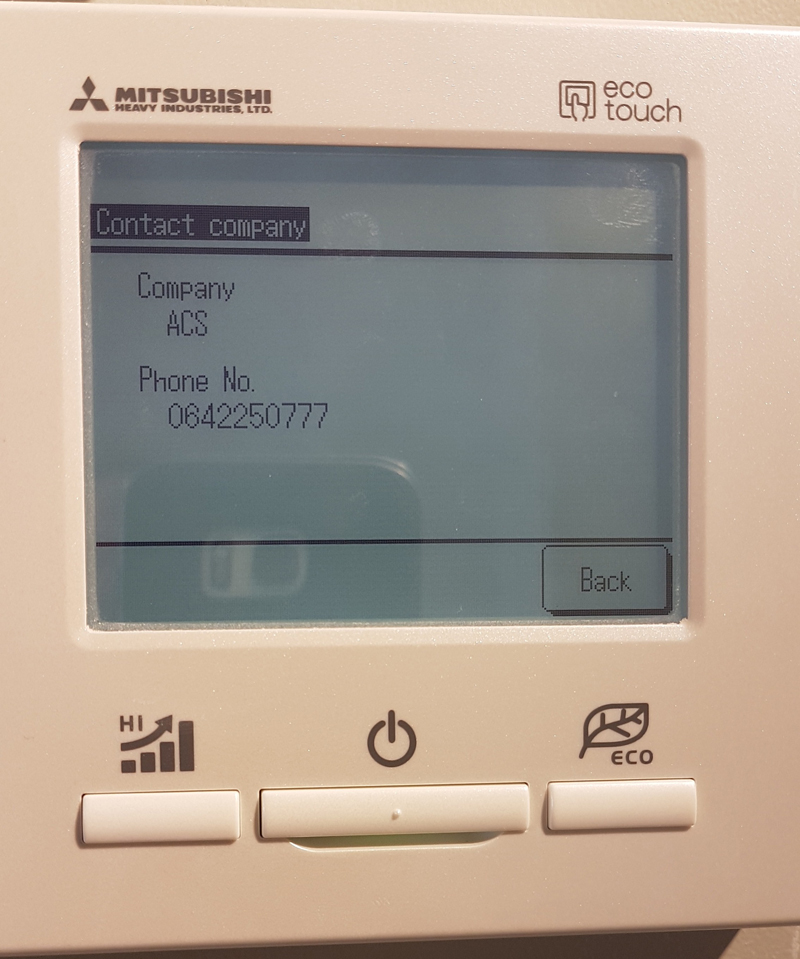 MITSUBISHI
HEAVY INDUSTRIES, LTD.
eco
touch
Contact company
Company
ACS
Phone No.
0642250777
Back
HI
ECO